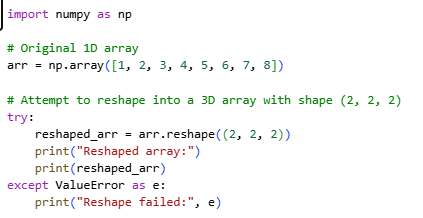 import numpy as np
# Original 1D array
arr = np.array([1, 2, 3, 4, 5, 6, 7, 8])
# Attempt to reshape into a 3D array with shape (2, 2, 2)
try:
    reshaped_arr = arr.reshape((2, 2, 2))
    print("Reshaped array:")
    print(reshaped_arr)
except ValueError as e:
    print("Reshape failed:", e)